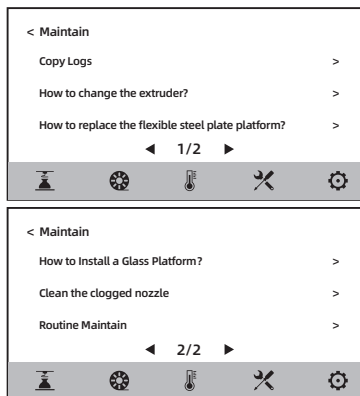 < Maintain
Copy Logs >
How to change the extruder? >
How to replace the flexible steel plate platform? >
◀ 1/2 ▶
< Maintain
How to Install a Glass Platform? >
Clean the clogged nozzle >
Routine Maintain >
◀ 2/2 ▶